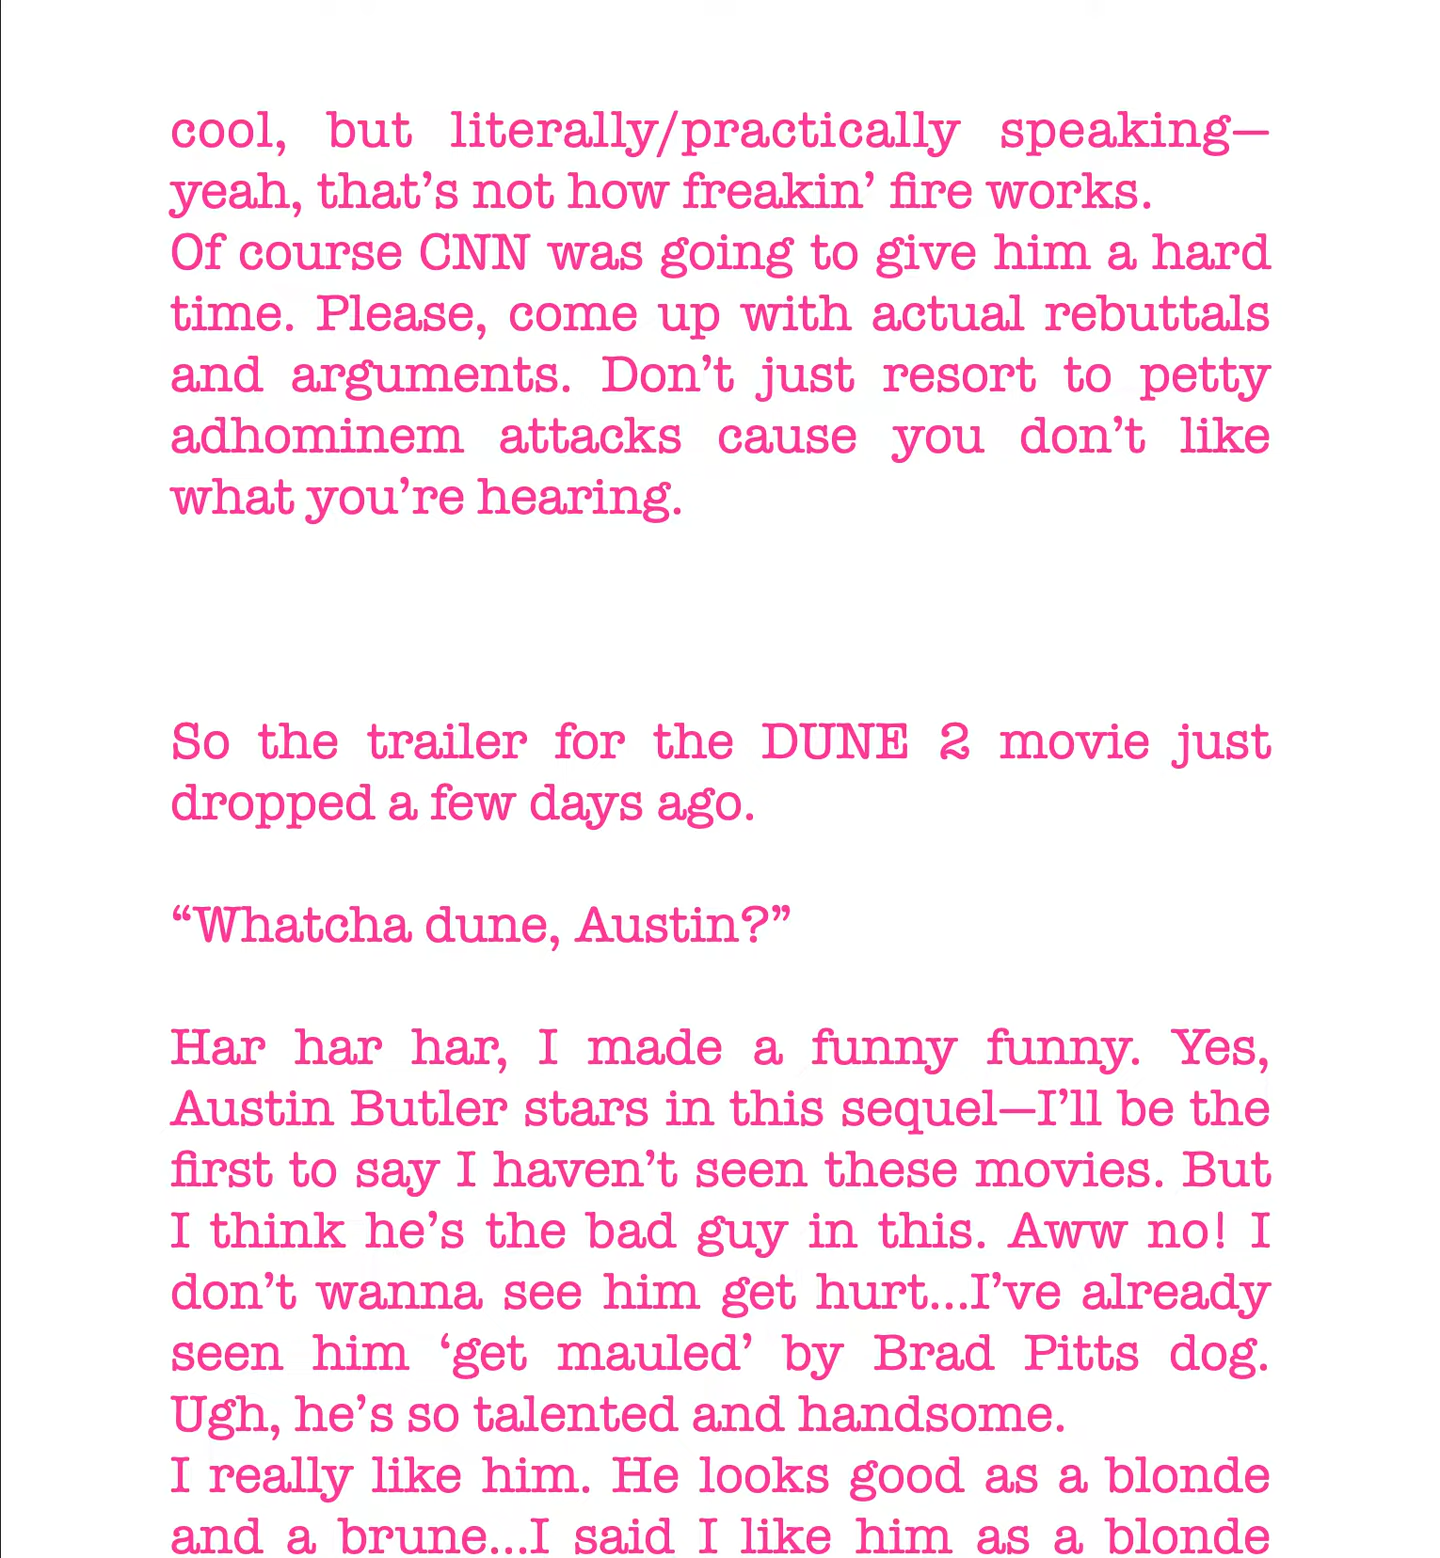 cool, but literally/practically speaking—
yeah, that’s not how freakin’ fire works.
Of course CNN was going to give him a hard
time. Please, come up with actual rebuttals
and arguments. Don’t just resort to petty
adhominem attacks cause you don’t like
what you’re hearing.
So the trailer for the DUNE 2 movie just
dropped a few days ago.
“Whatcha dune, Austin?”
Har har har, I made a funny funny. Yes,
Austin Butler stars in this sequel—I’ll be the
first to say I haven’t seen these movies. But
I think he’s the bad guy in this. Aww no! I
don’t wanna see him get hurt...I’ve already
seen him ‘get mauled’ by Brad Pitts dog.
Ugh, he’s so talented and handsome.
I really like him. He looks good as a blonde
and a brune...I said I like him as a blonde